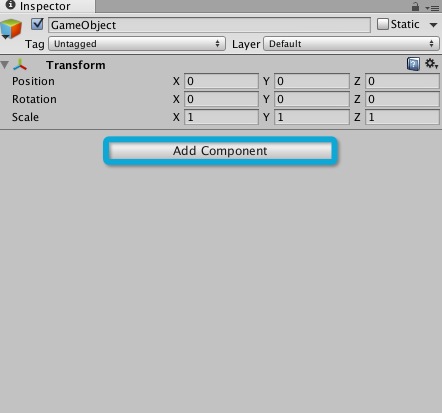 Inspector
GameObject Static
Tag Untagged Layer Default
Transform
Position X 0 Y 0 Z 0
Rotation X 0 Y 0 Z 0
Scale X 1 Y 1 Z 1
Add Component